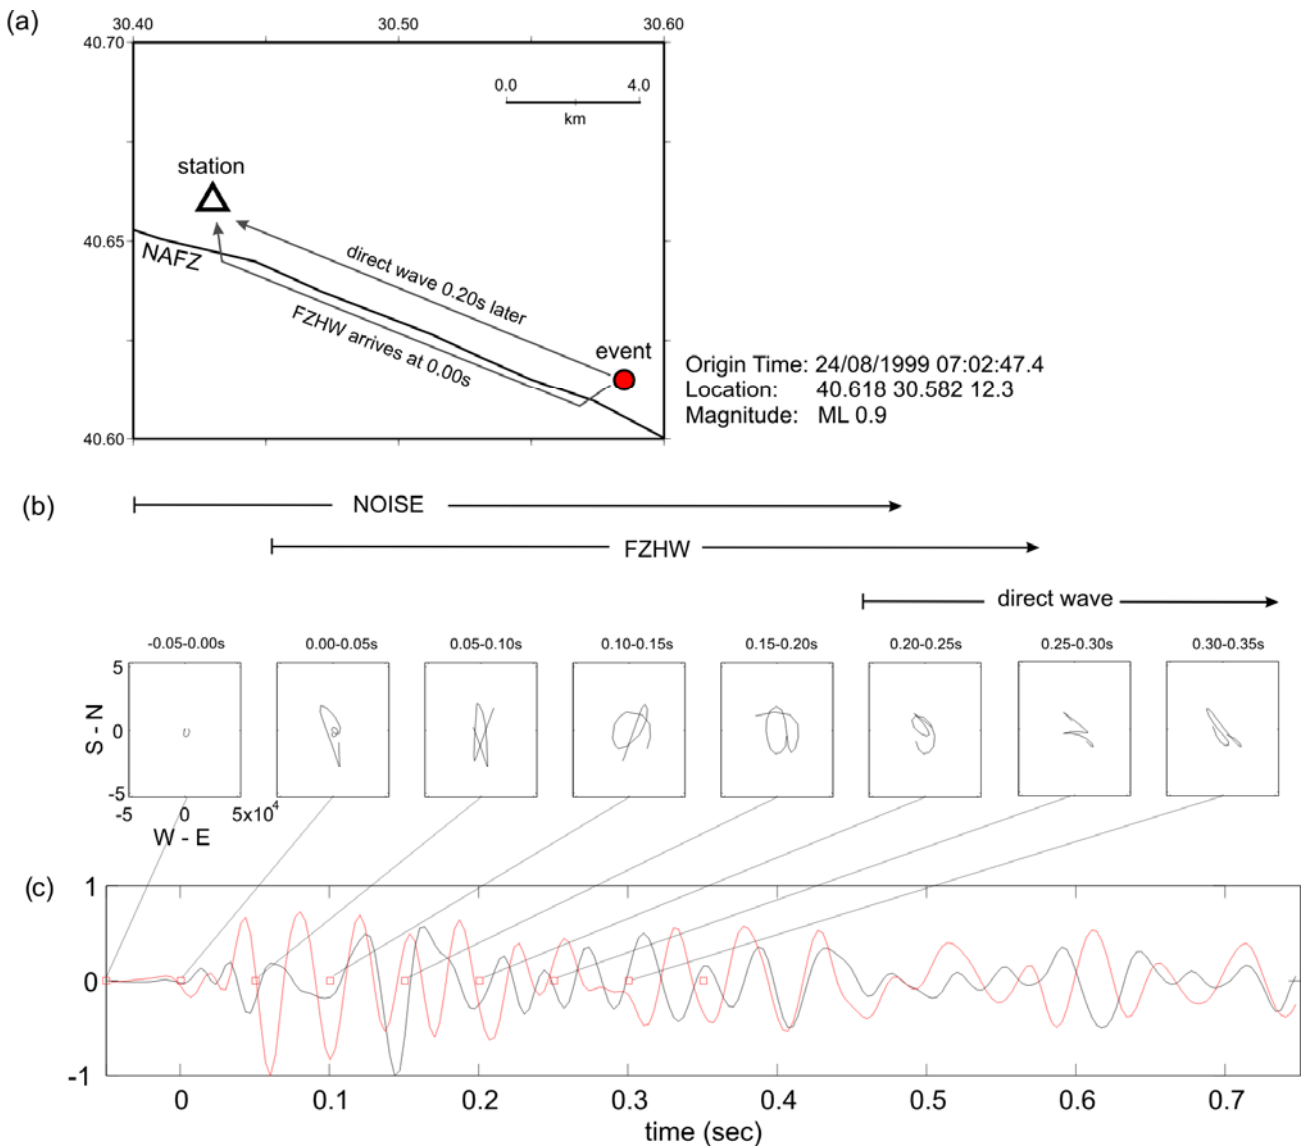 (a)
30.40 30.50 30.60
40.70
0.0 4.0
km
station
40.65
NAFZ
direct wave 0.20s later
FZHW arrives at 0.00s
event
40.60
Origin Time: 24/08/1999 07:02:47.4
Location: 40.618 30.582 12.3
Magnitude: ML 0.9
(b)
NOISE
FZHW
direct wave
-0.05-0.00s 0.00-0.05s 0.05-0.10s 0.10-0.15s 0.15-0.20s 0.20-0.25s 0.25-0.30s 0.30-0.35s
5
S - N
0
-5
-5 0 5x10⁴
W - E
(c)
1
0
-1
0 0.1 0.2 0.3 0.4 0.5 0.6 0.7
time (sec)